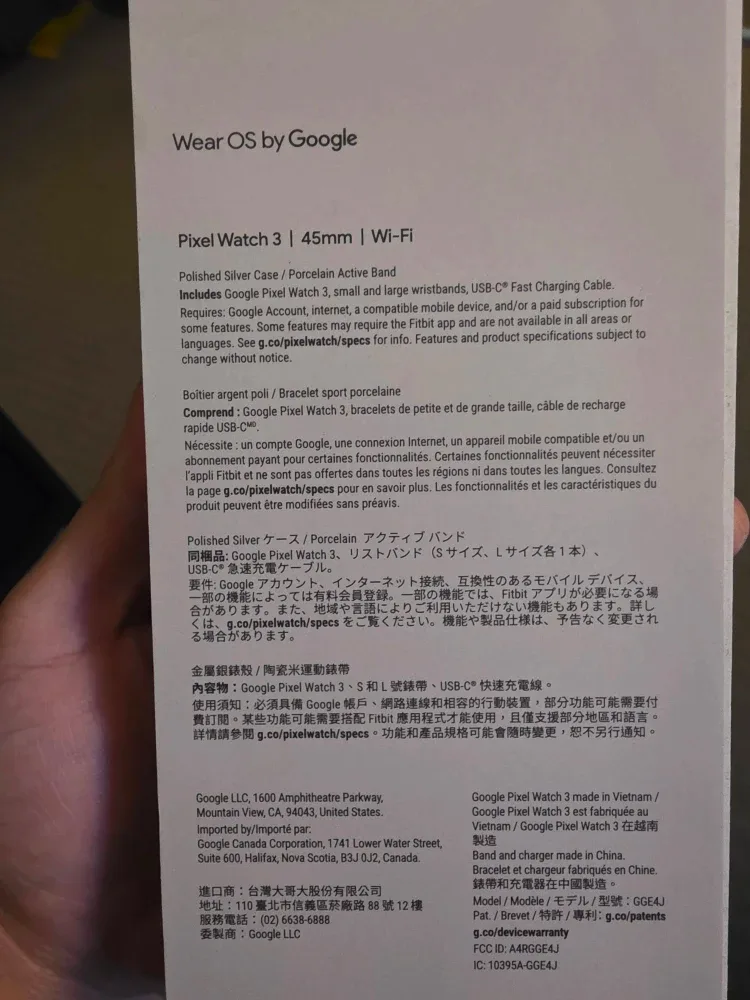 Wear OS by Google
Pixel Watch 3 | 45mm | Wi-Fi
Polished Silver Case / Porcelain Active Band
Includes Google Pixel Watch 3, small and large wristbands, USB-C® Fast Charging Cable.
Requires: Google Account, internet, a compatible mobile device, and/or a paid subscription for
some features. Some features may require the Fitbit app and are not available in all areas or
languages. See g.co/pixelwatch/specs for info. Features and product specifications subject to
change without notice.
Boîtier argent poli / Bracelet sport porcelaine
Comprend : Google Pixel Watch 3, bracelets de petite et de grande taille, câble de recharge
rapide USB-Cᴹᴰ.
Nécessite : un compte Google, une connexion Internet, un appareil mobile compatible et/ou un
abonnement payant pour certaines fonctionnalités. Certaines fonctionnalités peuvent nécessiter
l'appli Fitbit et ne sont pas offertes dans toutes les régions ni dans toutes les langues. Consultez
la page g.co/pixelwatch/specs pour en savoir plus. Les fonctionnalités et les caractéristiques du
produit peuvent être modifiées sans préavis.
Polished Silver ケース / Porcelain アクティブ バンド
同梱品: Google Pixel Watch 3、リストバンド（S サイズ、L サイズ各 1 本）、
USB-C® 急速充電ケーブル。
要件: Google アカウント、インターネット接続、互換性のあるモバイル デバイス、
一部の機能によっては有料会員登録。一部の機能では、Fitbit アプリが必要になる場
合があります。また、地域や言語によりご利用いただけない機能もあります。詳し
くは、g.co/pixelwatch/specs をご覧ください。機能や製品仕様は、予告なく変更され
る場合があります。
金屬銀錶殼 / 陶瓷米運動錶帶
內容物：Google Pixel Watch 3、S 和 L 號錶帶、USB-C® 快速充電線。
使用須知：必須具備 Google 帳戶、網路連線和相容的行動裝置，部分功能可能需要付
費訂閱。某些功能可能需要搭配 Fitbit 應用程式才能使用，且僅支援部分地區和語言。
詳情請參閱 g.co/pixelwatch/specs。功能和產品規格可能會隨時變更，恕不另行通知。
Google LLC, 1600 Amphitheatre Parkway,
Mountain View, CA, 94043, United States.
Imported by/Importé par:
Google Canada Corporation, 1741 Lower Water Street,
Suite 600, Halifax, Nova Scotia, B3J 0J2, Canada.
進口商：台灣大哥大股份有限公司
地址：110 臺北市信義區菸廠路 88 號 12 樓
服務電話：(02) 6638-6888
委製商：Google LLC
Google Pixel Watch 3 made in Vietnam /
Google Pixel Watch 3 est fabriquée au
Vietnam / Google Pixel Watch 3 在越南
製造
Band and charger made in China.
Bracelet et chargeur fabriqués en Chine.
錶帶和充電器在中國製造。
Model / Modèle / モデル / 型號：GGE4J
Pat. / Brevet / 特許 / 專利: g.co/patents
g.co/devicewarranty
FCC ID: A4RGGE4J
IC: 10395A-GGE4J